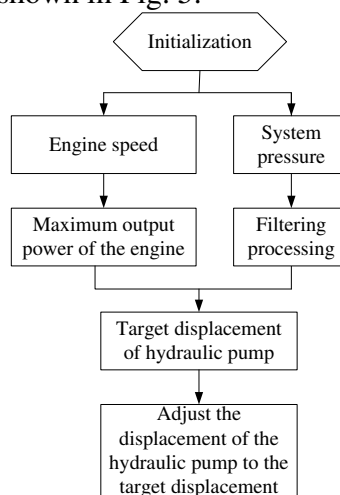 shown in Fig. 5.
Initialization
Engine speed
System
pressure
Maximum output
power of the engine
Filtering
processing
Target displacement
of hydraulic pump
Adjust the
displacement of the
hydraulic pump to the
target displacement